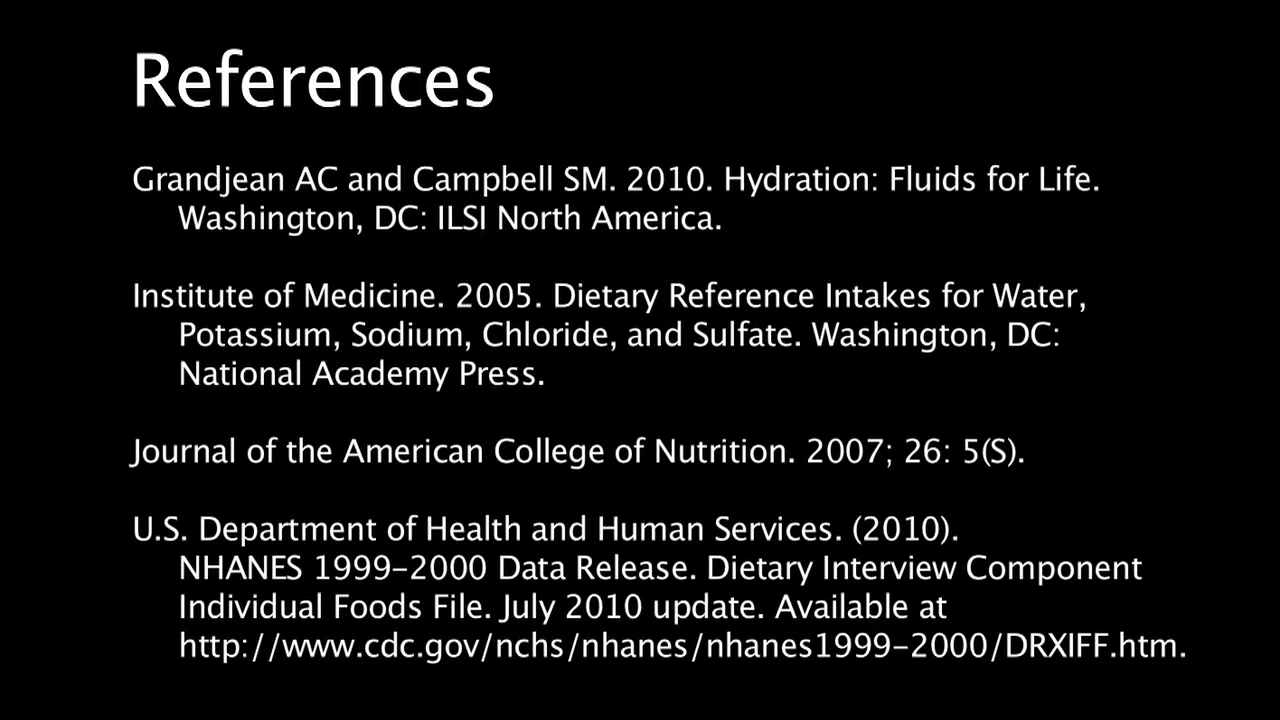 References
Grandjean AC and Campbell SM. 2010. Hydration: Fluids for Life.
Washington, DC: ILSI North America.
Institute of Medicine. 2005. Dietary Reference Intakes for Water,
Potassium, Sodium, Chloride, and Sulfate. Washington, DC:
National Academy Press.
Journal of the American College of Nutrition. 2007; 26: 5(S).
U.S. Department of Health and Human Services. (2010).
NHANES 1999-2000 Data Release. Dietary Interview Component
Individual Foods File. July 2010 update. Available at
http://www.cdc.gov/nchs/nhanes/nhanes1999-2000/DRXIFF.htm.